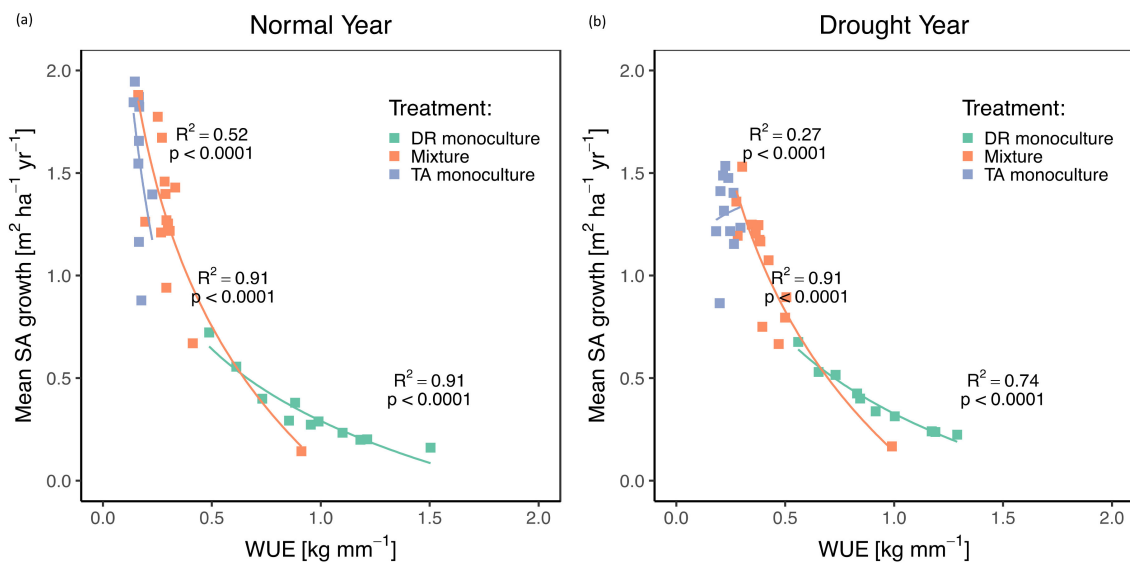 (a)
Normal Year
Mean SA growth [m² ha⁻¹ yr⁻¹]
2.0
1.5
1.0
0.5
0.0
Treatment:
DR monoculture
Mixture
TA monoculture
R² = 0.52
p < 0.0001
R² = 0.91
p < 0.0001
R² = 0.91
p < 0.0001
0.0 0.5 1.0 1.5 2.0
WUE [kg mm⁻¹]
(b)
Drought Year
Mean SA growth [m² ha⁻¹ yr⁻¹]
2.0
1.5
1.0
0.5
0.0
Treatment:
DR monoculture
Mixture
TA monoculture
R² = 0.27
p < 0.0001
R² = 0.91
p < 0.0001
R² = 0.74
p < 0.0001
0.0 0.5 1.0 1.5 2.0
WUE [kg mm⁻¹]